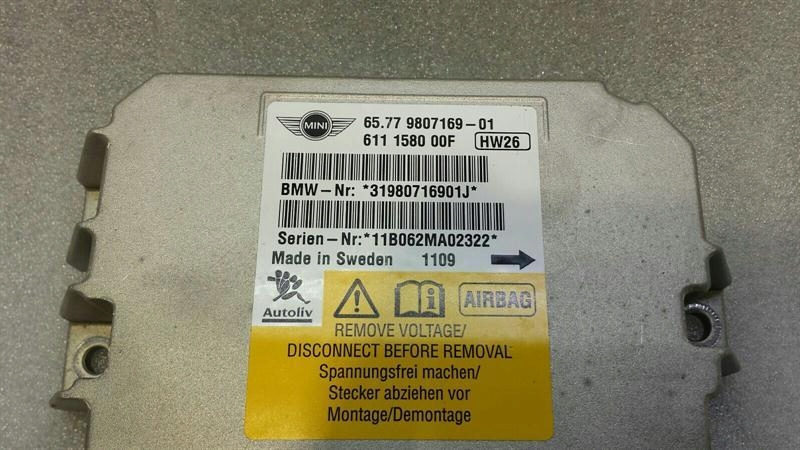 MINI
65.77 9807169-01
611 1580 00F HW26
BMW-Nr: *31980716901J*
Serien-Nr:*11B062MA02322*
Made in Sweden 1109
Autoliv
AIRBAG
REMOVE VOLTAGE/
DISCONNECT BEFORE REMOVAL
Spannungsfrei machen/
Stecker abziehen vor
Montage/Demontage